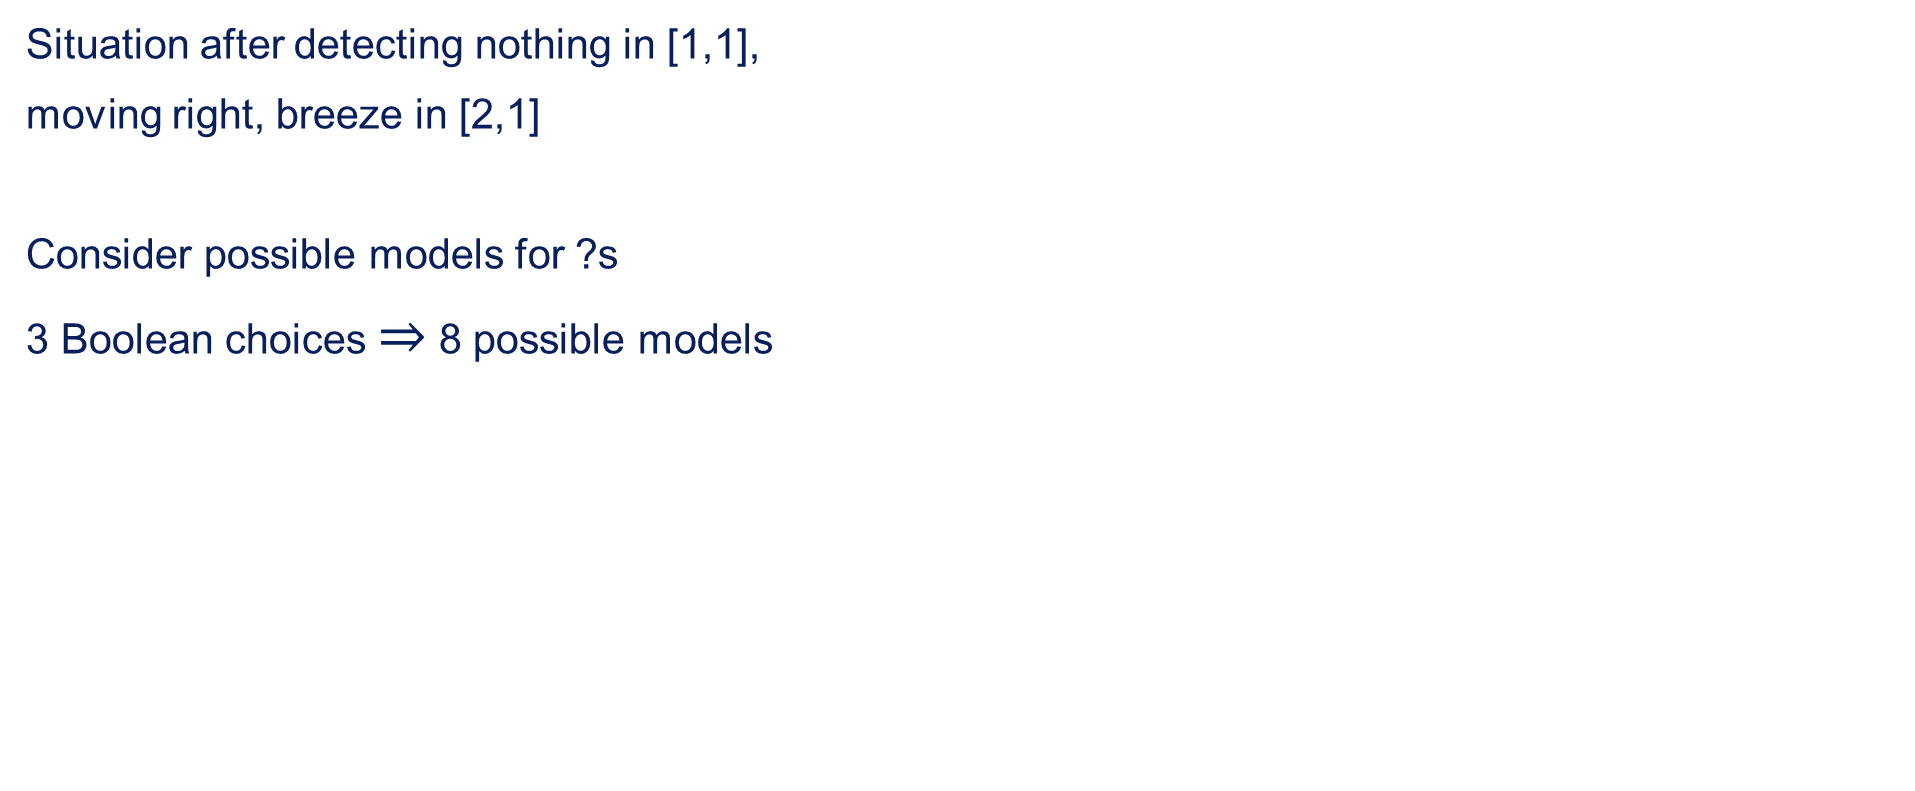 Situation after detecting nothing in [1,1],
moving right, breeze in [2,1]
Consider possible models for ?s
3 Boolean choices ⇒ 8 possible models